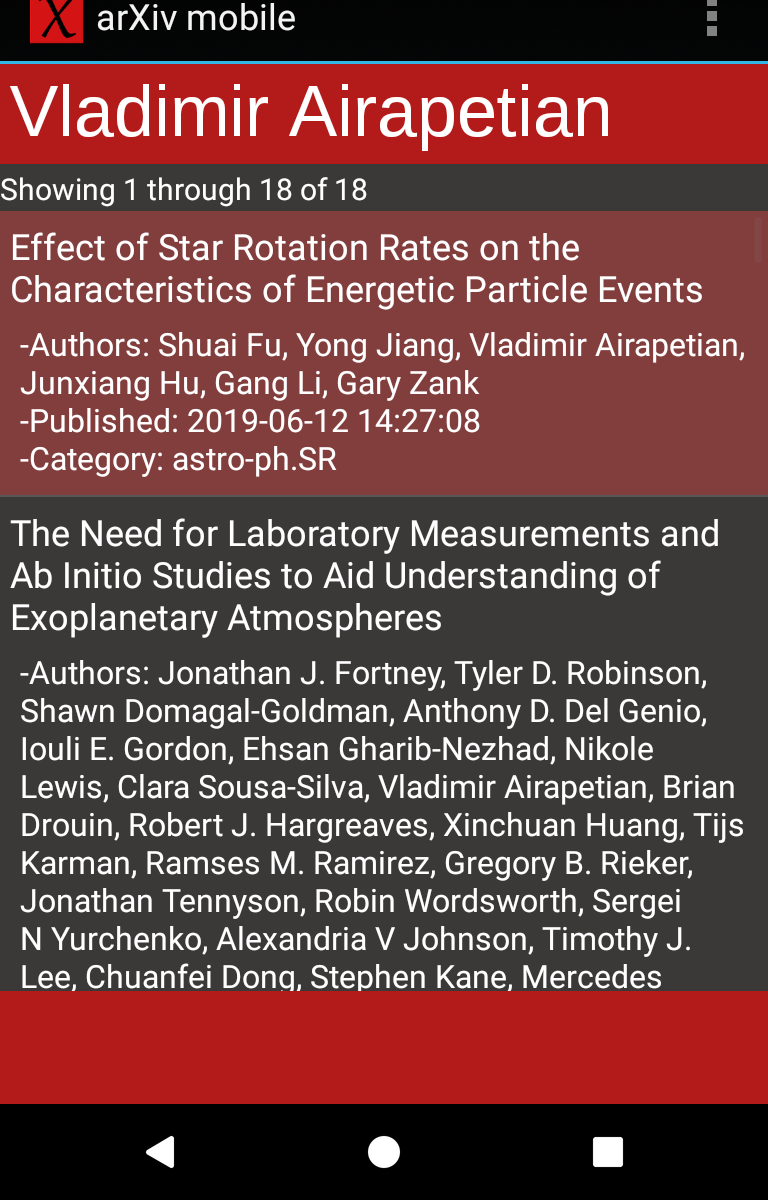 X arXiv mobile
Vladimir Airapetian
Showing 1 through 18 of 18
Effect of Star Rotation Rates on the
Characteristics of Energetic Particle Events
-Authors: Shuai Fu, Yong Jiang, Vladimir Airapetian,
Junxiang Hu, Gang Li, Gary Zank
-Published: 2019-06-12 14:27:08
-Category: astro-ph.SR
The Need for Laboratory Measurements and
Ab Initio Studies to Aid Understanding of
Exoplanetary Atmospheres
-Authors: Jonathan J. Fortney, Tyler D. Robinson,
Shawn Domagal-Goldman, Anthony D. Del Genio,
Iouli E. Gordon, Ehsan Gharib-Nezhad, Nikole
Lewis, Clara Sousa-Silva, Vladimir Airapetian, Brian
Drouin, Robert J. Hargreaves, Xinchuan Huang, Tijs
Karman, Ramses M. Ramirez, Gregory B. Rieker,
Jonathan Tennyson, Robin Wordsworth, Sergei
N Yurchenko, Alexandria V Johnson, Timothy J.
Lee, Chuanfei Dong, Stephen Kane, Mercedes